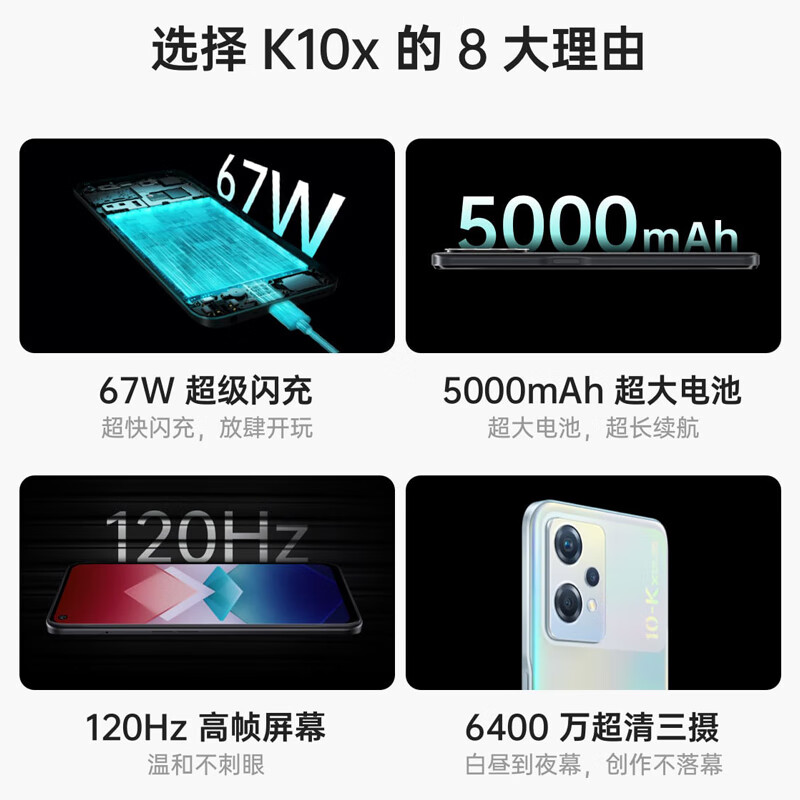 选择 K10x 的 8 大理由
67W
5000mAh
67W 超级闪充
5000mAh 超大电池
超快闪充，放肆开玩
超大电池，超长续航
120Hz
10-K
120Hz 高帧屏幕
6400 万超清三摄
温和不刺眼
白昼到夜幕，创作不落幕